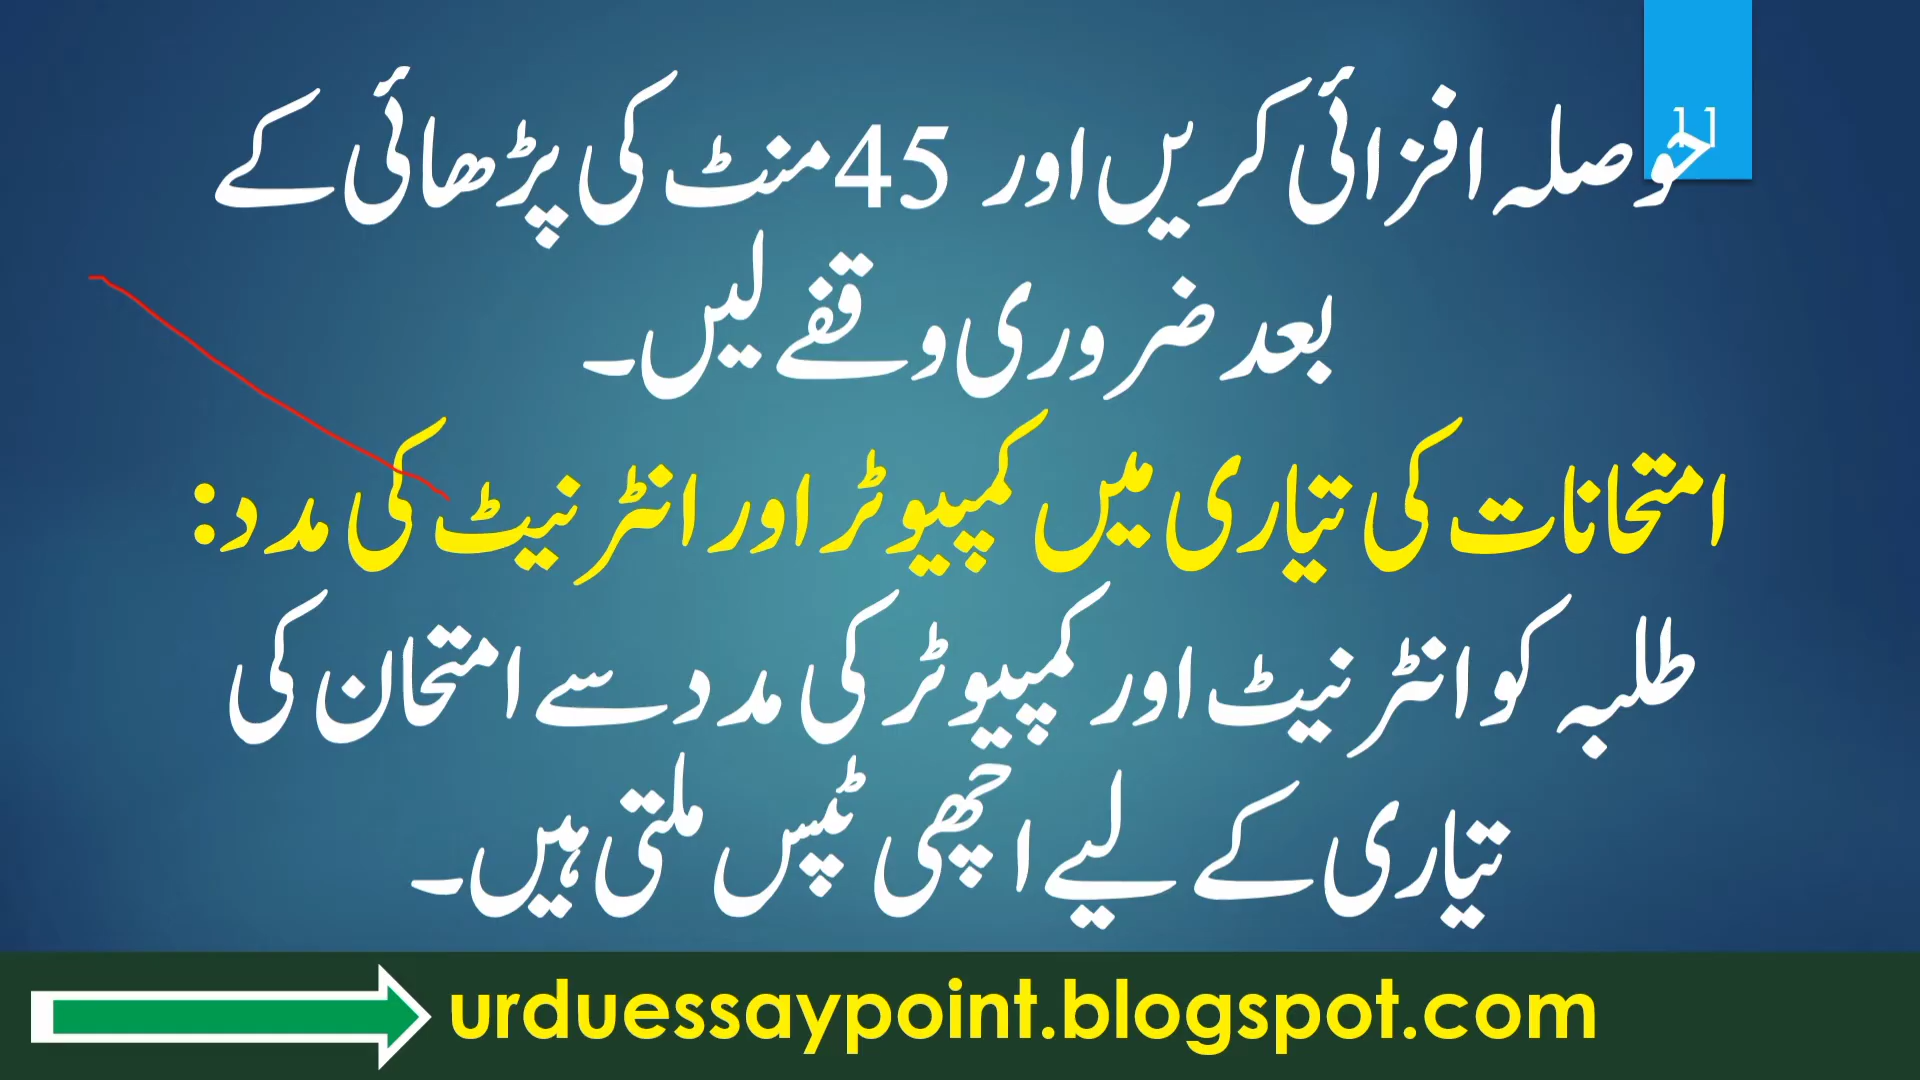 11
حوصلہ افزائی کریں اور 45 منٹ کی پڑھائی کے
بعد ضروری وقفے لیں۔
امتحانات کی تیاری میں کمپیوٹر اور انٹرنیٹ کی مدد:
طلبہ کو انٹرنیٹ اور کمپیوٹر کی مدد سے امتحان کی
تیاری کے لیے اچھی ٹپس ملتی ہیں۔
urduessaypoint.blogspot.com